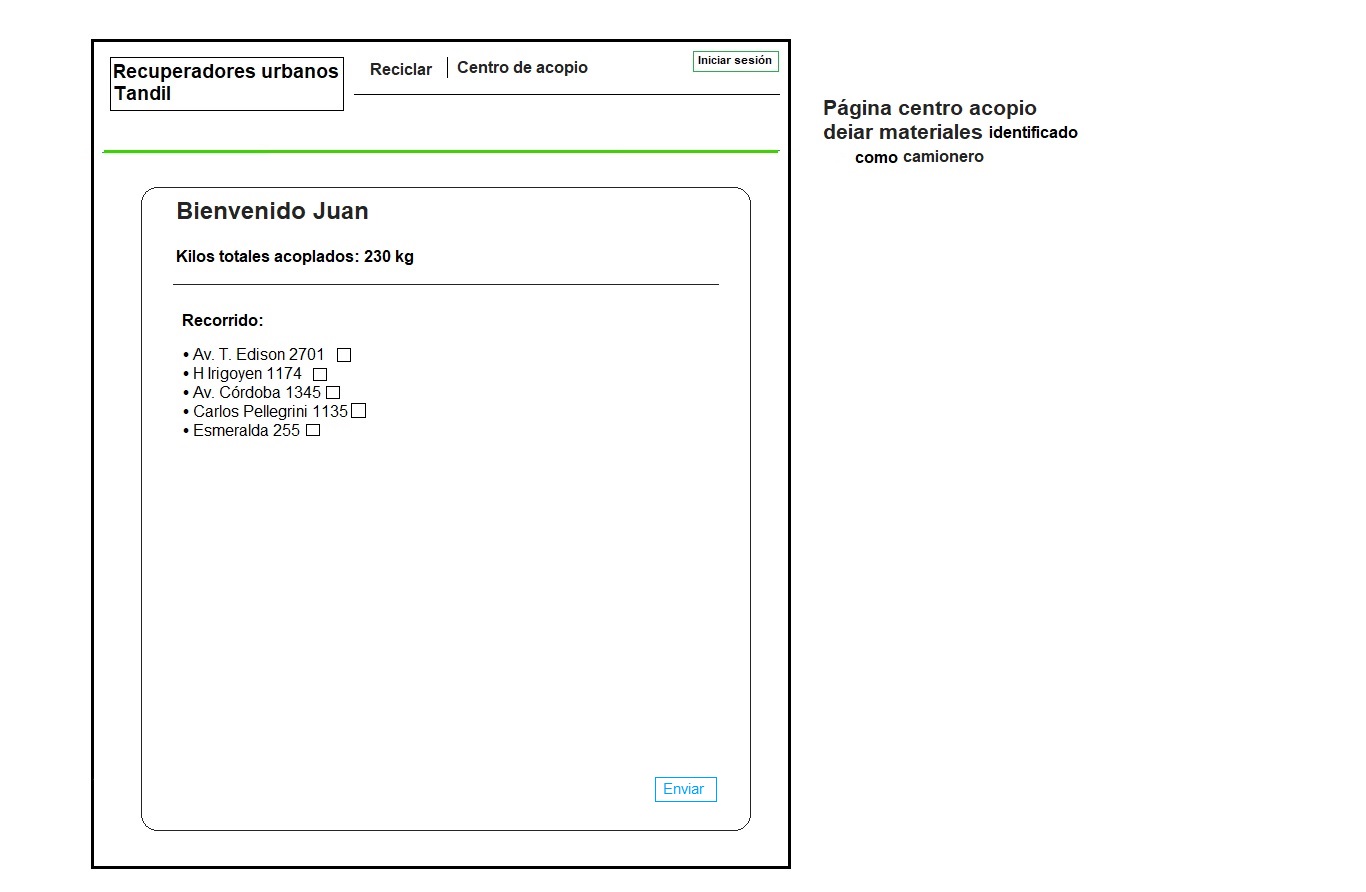 Recuperadores urbanos
Tandil
Reciclar
Centro de acopio
Iniciar sesión
Página centro acopio
deiar materiales identificado
como camionero
Bienvenido Juan
Kilos totales acoplados: 230 kg
Recorrido:
• Av. T. Edison 2701
• H Irigoyen 1174
• Av. Córdoba 1345
• Carlos Pellegrini 1135
• Esmeralda 255
Enviar